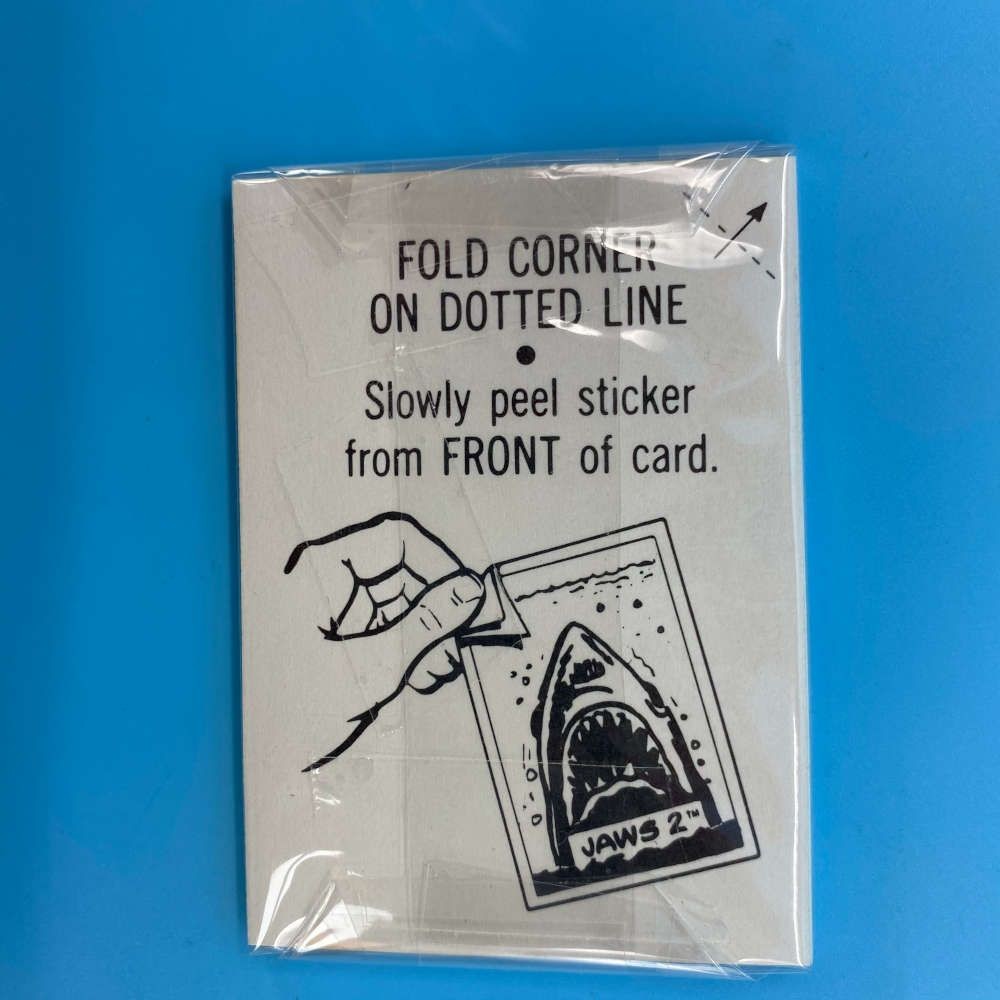 FOLD CORNER
ON DOTTED LINE
●
Slowly peel sticker
from FRONT of card.
JAWS 2™